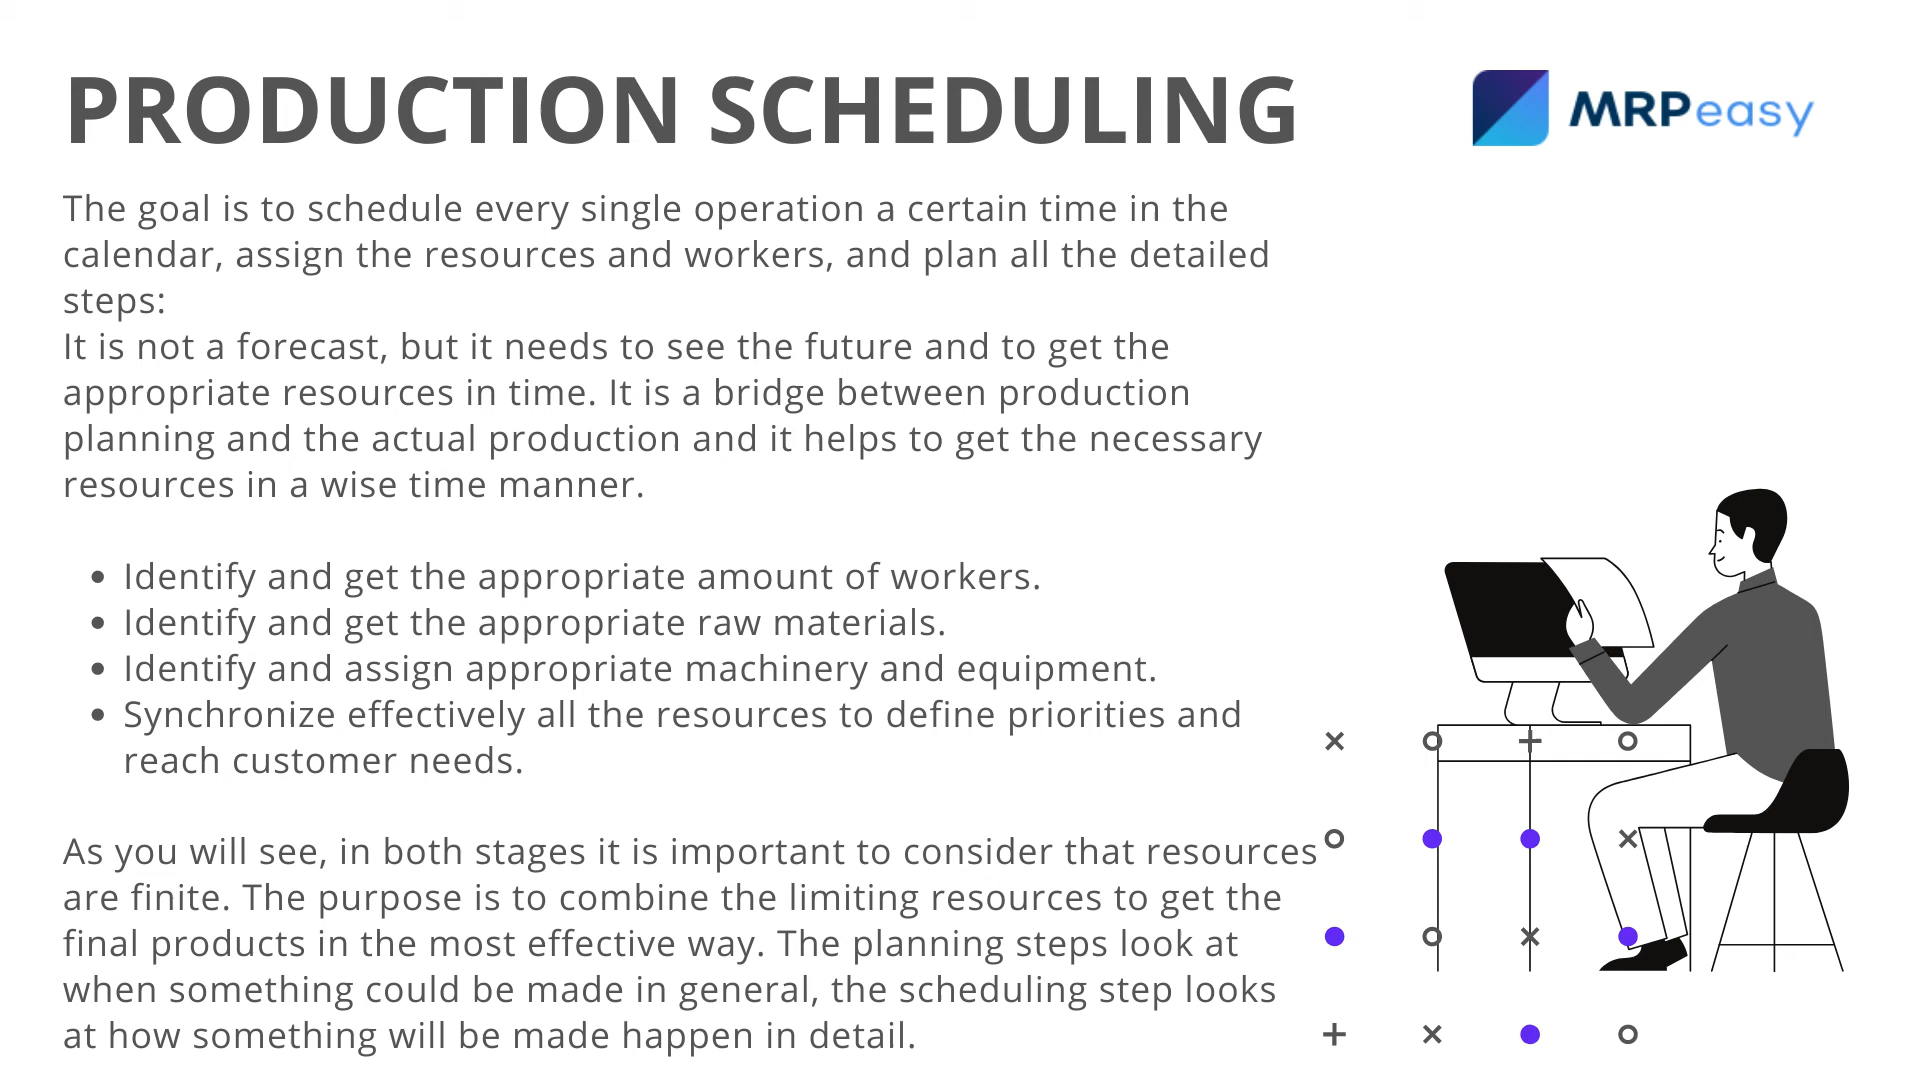 PRODUCTION SCHEDULING
MRPeasy
The goal is to schedule every single operation a certain time in the
calendar, assign the resources and workers, and plan all the detailed
steps:
It is not a forecast, but it needs to see the future and to get the
appropriate resources in time. It is a bridge between production
planning and the actual production and it helps to get the necessary
resources in a wise time manner.
• Identify and get the appropriate amount of workers.
• Identify and get the appropriate raw materials.
• Identify and assign appropriate machinery and equipment.
• Synchronize effectively all the resources to define priorities and
reach customer needs.
As you will see, in both stages it is important to consider that resources
are finite. The purpose is to combine the limiting resources to get the
final products in the most effective way. The planning steps look at
when something could be made in general, the scheduling step looks
at how something will be made happen in detail.